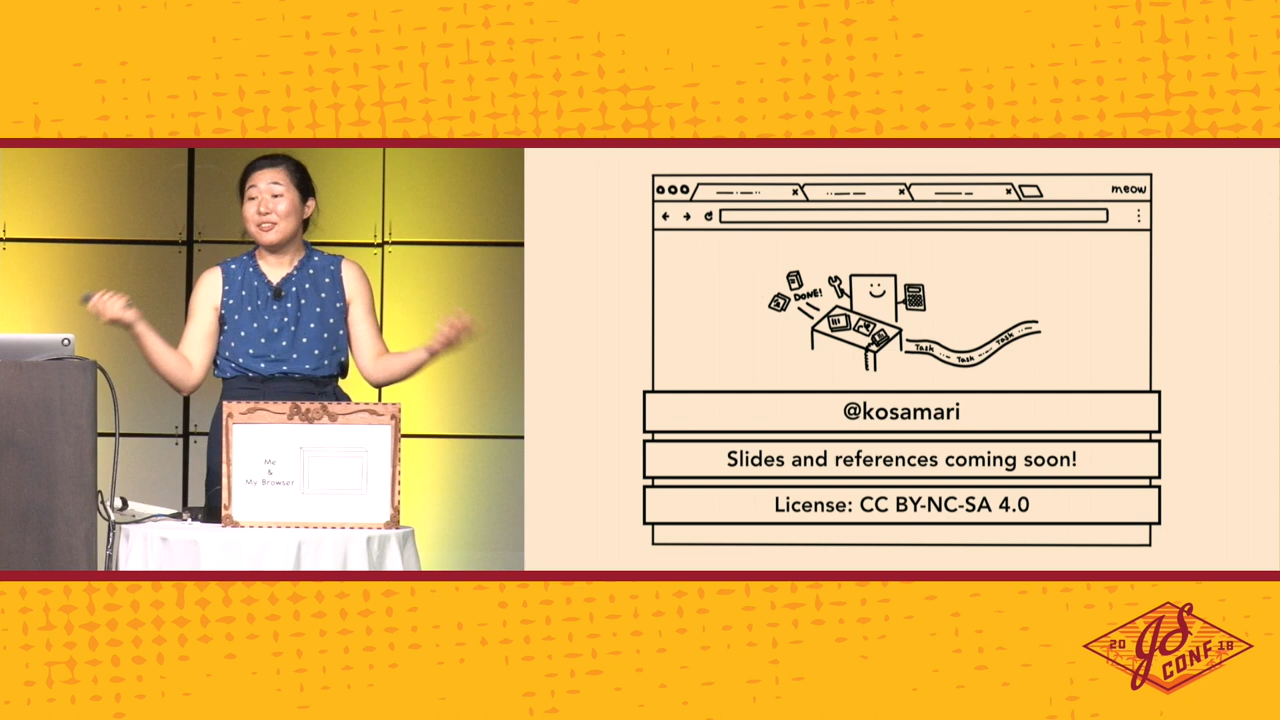 Me
&
My Browser
meow
DONE!
Task
Task
Task
@kosamari
Slides and references coming soon!
License: CC BY-NC-SA 4.0
20 JS CONF 18